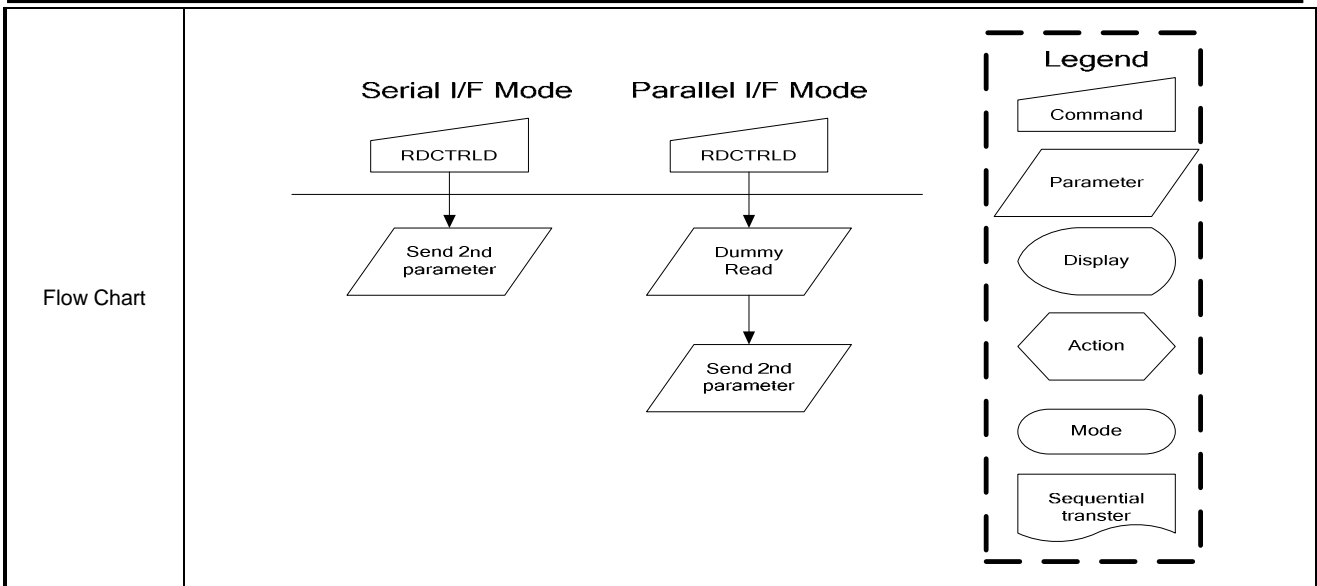 Flow Chart
Serial I/F Mode
RDCTRLD
Send 2nd
parameter
Parallel I/F Mode
RDCTRLD
Dummy
Read
Send 2nd
parameter
Legend
Command
Parameter
Display
Action
Mode
Sequential
transter